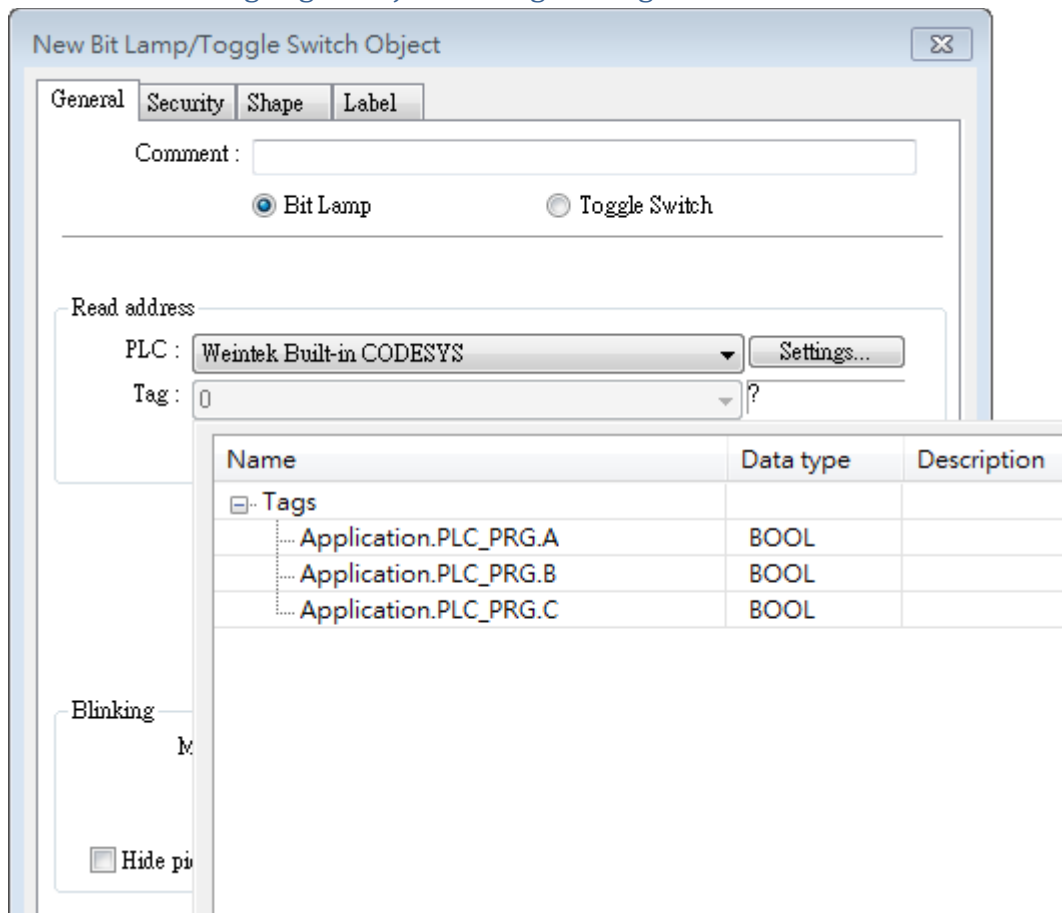 New Bit Lamp/Toggle Switch Object
General Security Shape Label
Comment :
Bit Lamp Toggle Switch
Read address
PLC : Weintek Built-in CODESYS Settings...
Tag : 0 ?
Name Data type Description
Tags
Application.PLC_PRG.A BOOL
Application.PLC_PRG.B BOOL
Application.PLC_PRG.C BOOL
Blinking
Hide